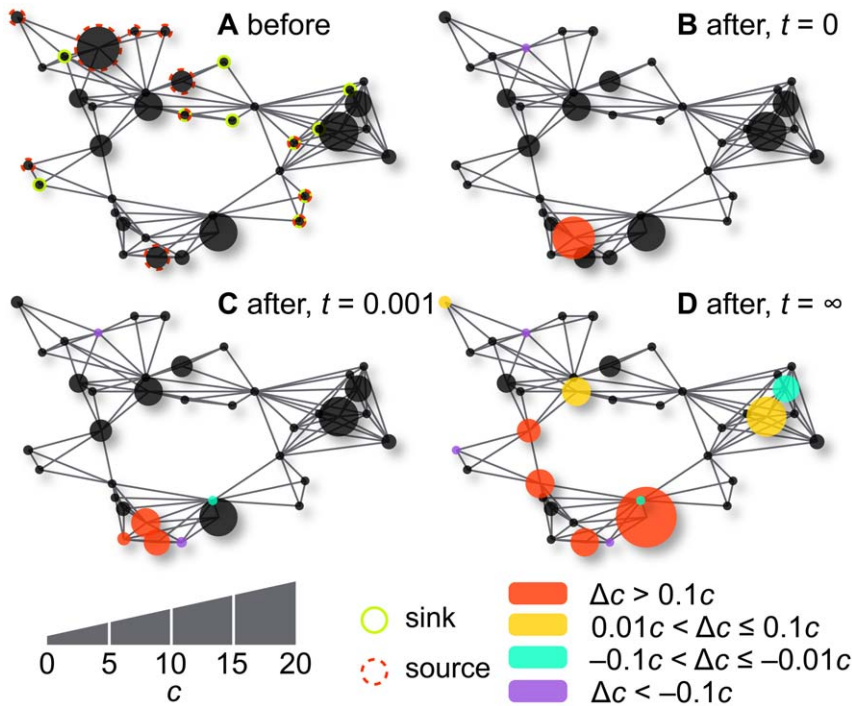 A before
B after, t = 0
C after, t = 0.001
D after, t = ∞
0 5 10 15 20
c
sink
source
Δc > 0.1c
0.01c < Δc ≤ 0.1c
–0.1c < Δc ≤ –0.01c
Δc < –0.1c